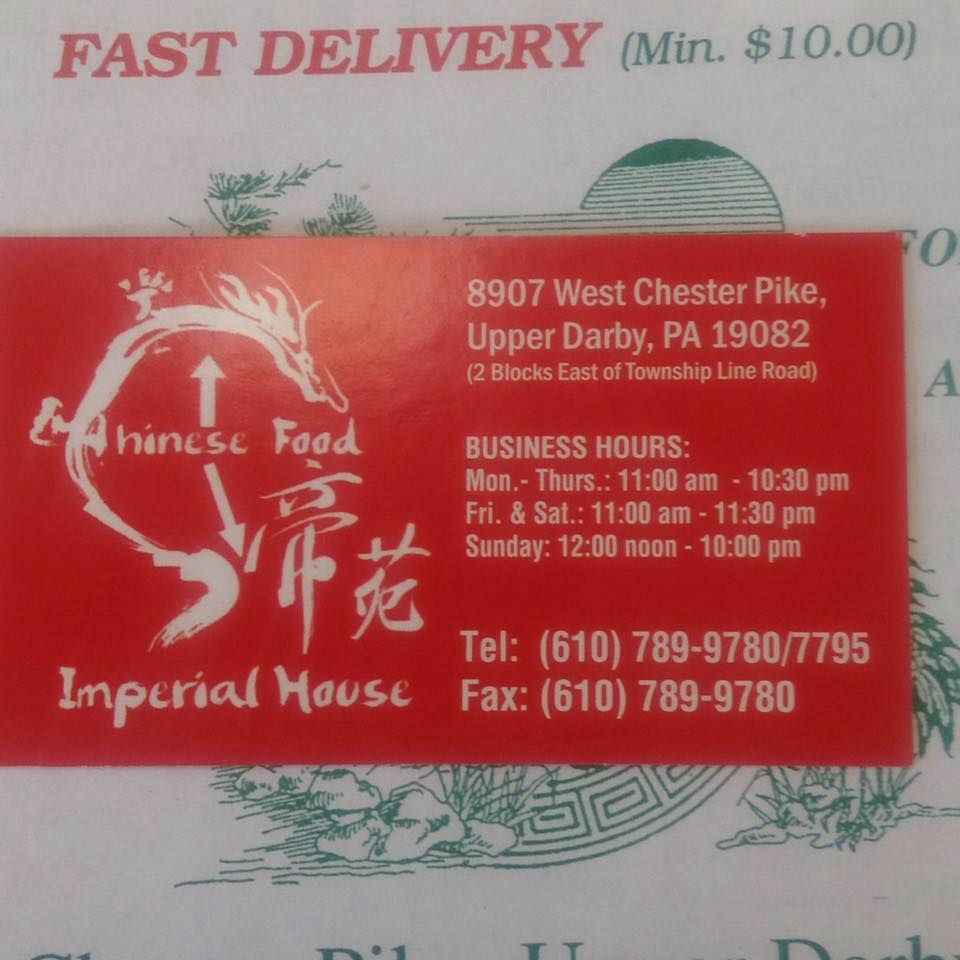 FAST DELIVERY (Min. $10.00)
Chinese Food
帝苑
Imperial House
8907 West Chester Pike,
Upper Darby, PA 19082
(2 Blocks East of Township Line Road)
BUSINESS HOURS:
Mon.- Thurs.: 11:00 am - 10:30 pm
Fri. & Sat.: 11:00 am - 11:30 pm
Sunday: 12:00 noon - 10:00 pm
Tel: (610) 789-9780/7795
Fax: (610) 789-9780